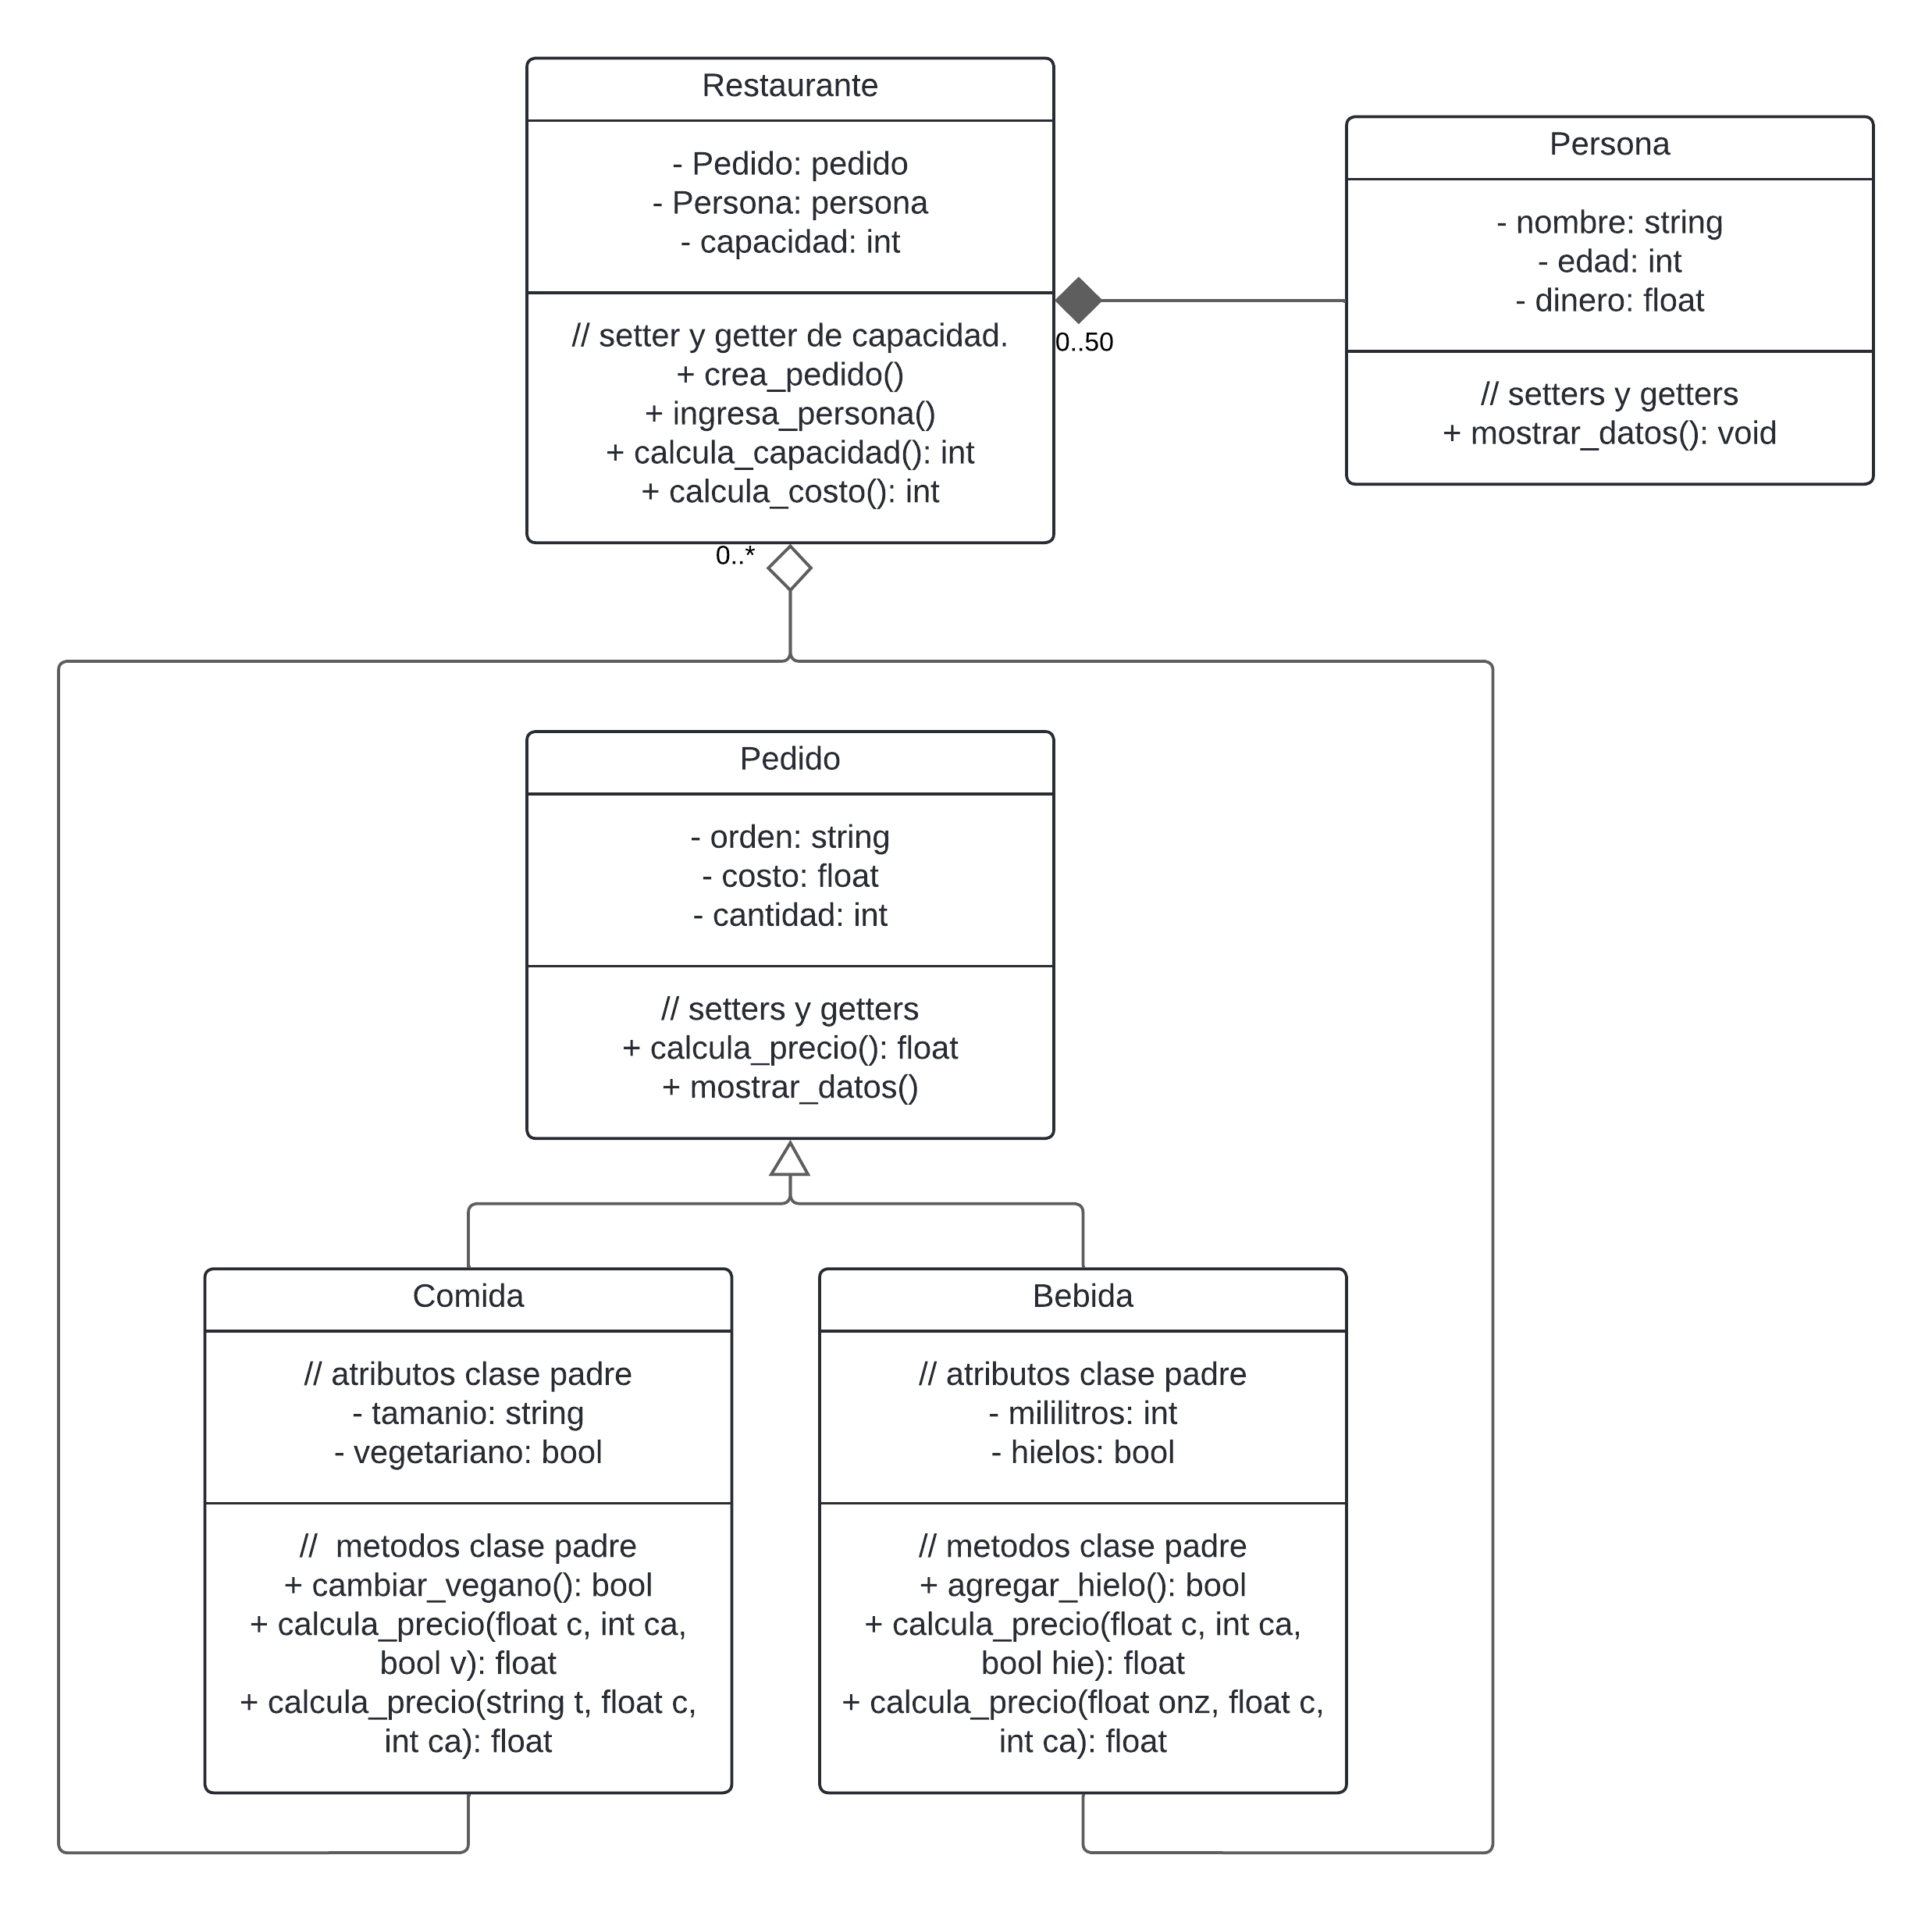 Restaurante
- Pedido: pedido
- Persona: persona
- capacidad: int
// setter y getter de capacidad.
+ crea_pedido()
+ ingresa_persona()
+ calcula_capacidad(): int
+ calcula_costo(): int
Persona
- nombre: string
- edad: int
- dinero: float
// setters y getters
+ mostrar_datos(): void
0..50
0..*
Pedido
- orden: string
- costo: float
- cantidad: int
// setters y getters
+ calcula_precio(): float
+ mostrar_datos()
Comida
// atributos clase padre
- tamanio: string
- vegetariano: bool
//  metodos clase padre
+ cambiar_vegano(): bool
+ calcula_precio(float c, int ca,
bool v): float
+ calcula_precio(string t, float c,
int ca): float
Bebida
// atributos clase padre
- mililitros: int
- hielos: bool
// metodos clase padre
+ agregar_hielo(): bool
+ calcula_precio(float c, int ca,
bool hie): float
+ calcula_precio(float onz, float c,
int ca): float